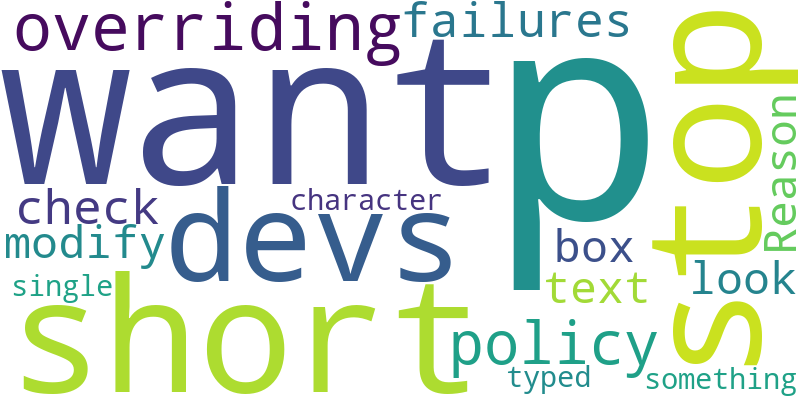 overriding
failures
want
p
stop
Reason
check
character
devs
modify
box
look
single
text
short
policy
typed
something